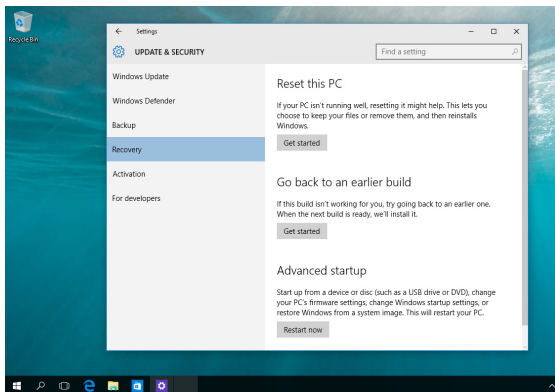 Recycle Bin
Settings
UPDATE & SECURITY
Find a setting
Windows Update
Windows Defender
Backup
Recovery
Activation
For developers
Reset this PC
If your PC isn't running well, resetting it might help. This lets you
choose to keep your files or remove them, and then reinstalls
Windows.
Get started
Go back to an earlier build
If this build isn't working for you, try going back to an earlier one.
When the next build is ready, we'll install it.
Get started
Advanced startup
Start up from a device or disc (such as a USB drive or DVD), change
your PC's firmware settings, change Windows startup settings, or
restore Windows from a system image. This will restart your PC.
Restart now